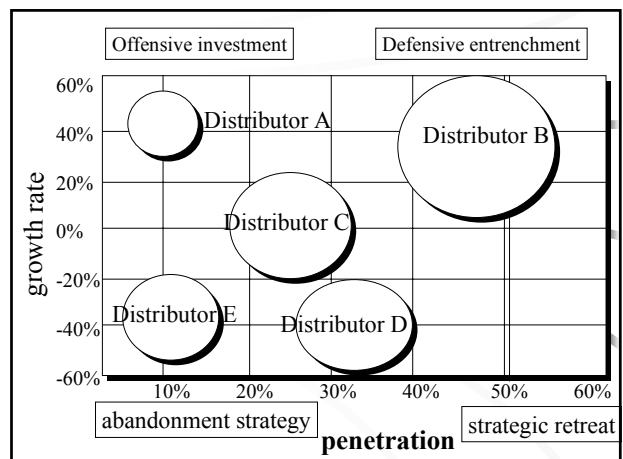 Offensive investment
Defensive entrenchment
60%
40%
20%
0%
-20%
-40%
-60%
growth rate
Distributor A
Distributor B
Distributor C
Distributor E
Distributor D
10%
20%
30%
40%
50%
60%
abandonment strategy
penetration
strategic retreat